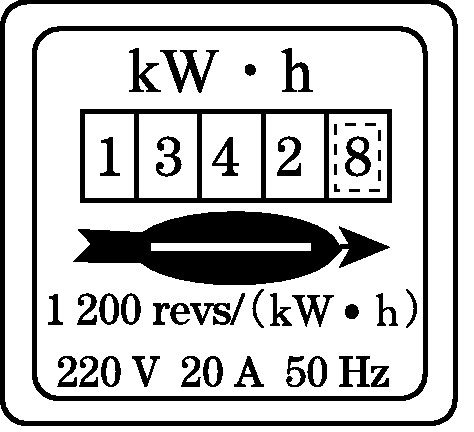 kW · h
1 3 4 2 8
1 200 revs/(kW • h)
220 V 20 A 50 Hz